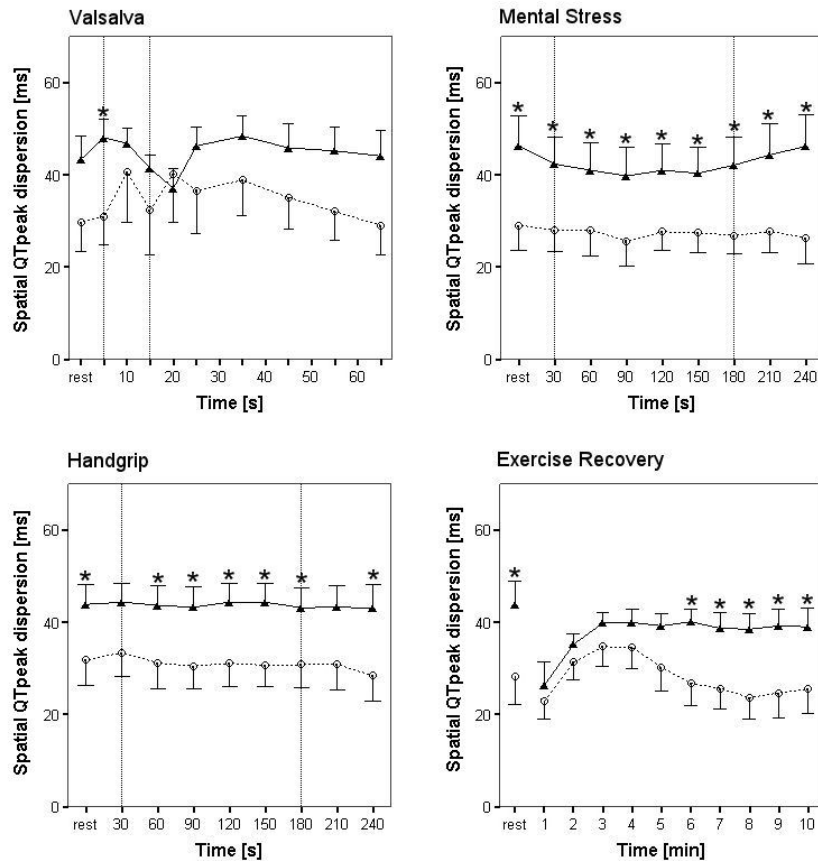 Valsalva
Spatial QTpeak dispersion [ms]
60
40
20
0
*
rest 10 20 30 40 50 60
Time [s]
Mental Stress
Spatial QTpeak dispersion [ms]
60
40
20
0
* * * * * * * * *
rest 30 60 90 120 150 180 210 240
Time [s]
Handgrip
Spatial QTpeak dispersion [ms]
60
40
20
0
* * * * * * *
rest 30 60 90 120 150 180 210 240
Time [s]
Exercise Recovery
Spatial QTpeak dispersion [ms]
60
40
20
0
* * * * * *
rest 1 2 3 4 5 6 7 8 9 10
Time [min]